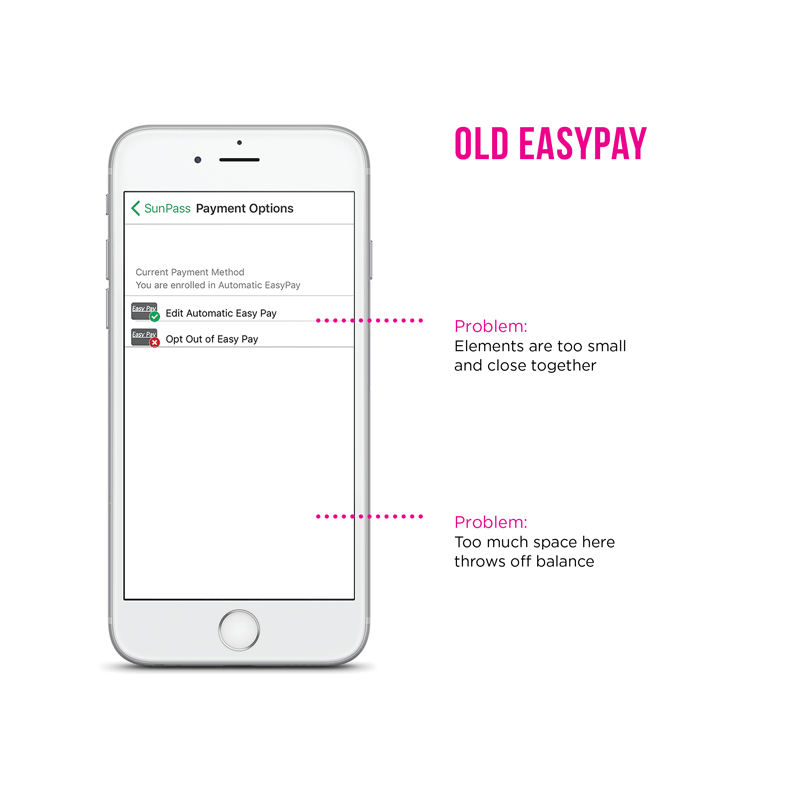 OLD EASYPAY
SunPass Payment Options
Current Payment Method
You are enrolled in Automatic EasyPay
Easy Pay
Edit Automatic Easy Pay
Easy Pay
Opt Out of Easy Pay
Problem:
Elements are too small
and close together
Problem:
Too much space here
throws off balance